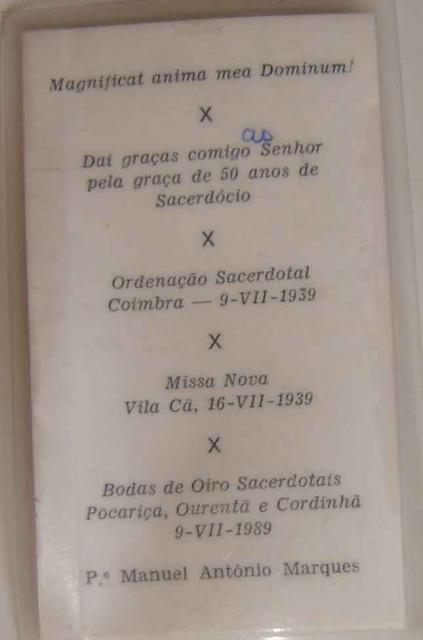 Magnificat anima mea Dominum!
X
as
Dai graças comigo Senhor
pela graça de 50 anos de
Sacerdócio
X
Ordenação Sacerdotal
Coimbra — 9-VII-1939
X
Missa Nova
Vila Cã, 16-VII-1939
X
Bodas de Oiro Sacerdotais
Pocariça, Ourentã e Cordinhã
9-VII-1989
P.e Manuel António Marques